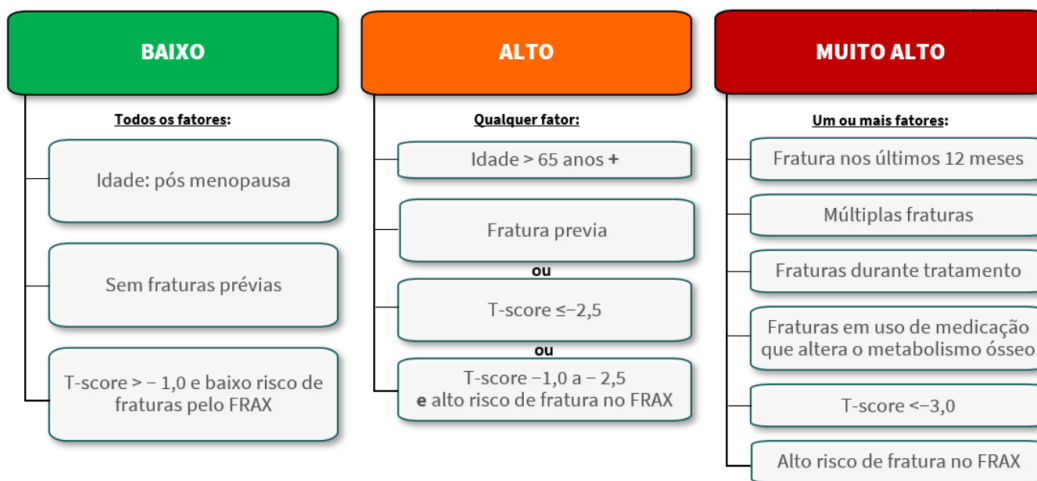 BAIXO
Todos os fatores:
Idade: pós menopausa
Sem fraturas prévias
T-score > − 1,0 e baixo risco de
fraturas pelo FRAX
ALTO
Qualquer fator:
Idade > 65 anos +
Fratura previa
ou
T-score ≤−2,5
ou
T-score −1,0 a − 2,5
e alto risco de fratura no FRAX
MUITO ALTO
Um ou mais fatores:
Fratura nos últimos 12 meses
Múltiplas fraturas
Fraturas durante tratamento
Fraturas em uso de medicação
que altera o metabolismo ósseo
T-score <−3,0
Alto risco de fratura no FRAX